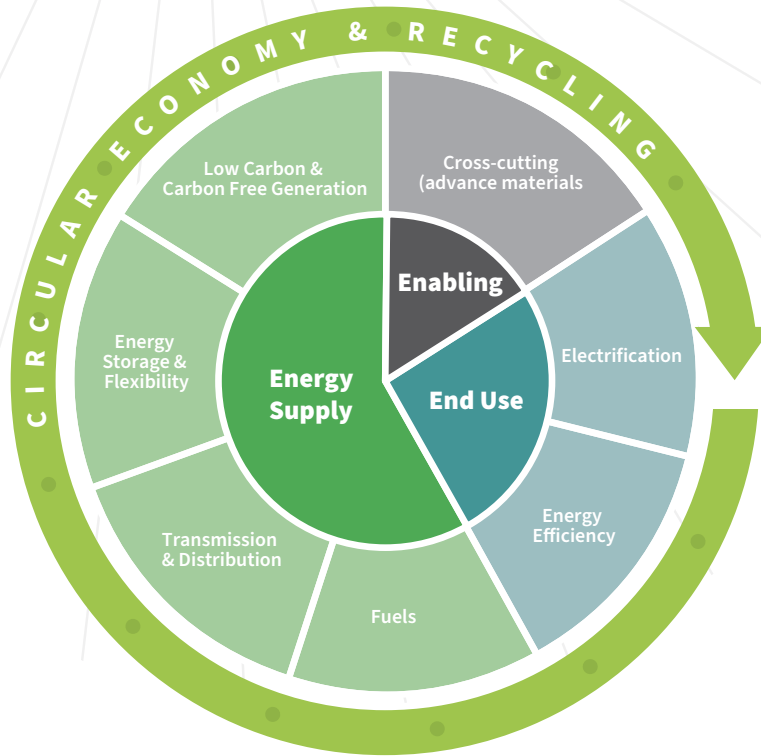 CIRCULAR ECONOMY & RECYCLING
Low Carbon &
Carbon Free Generation
Cross-cutting
(advance materials
Enabling
Energy
Storage &
Flexibility
Energy
Supply
End Use
Electrification
Energy
Efficiency
Transmission
& Distribution
Fuels